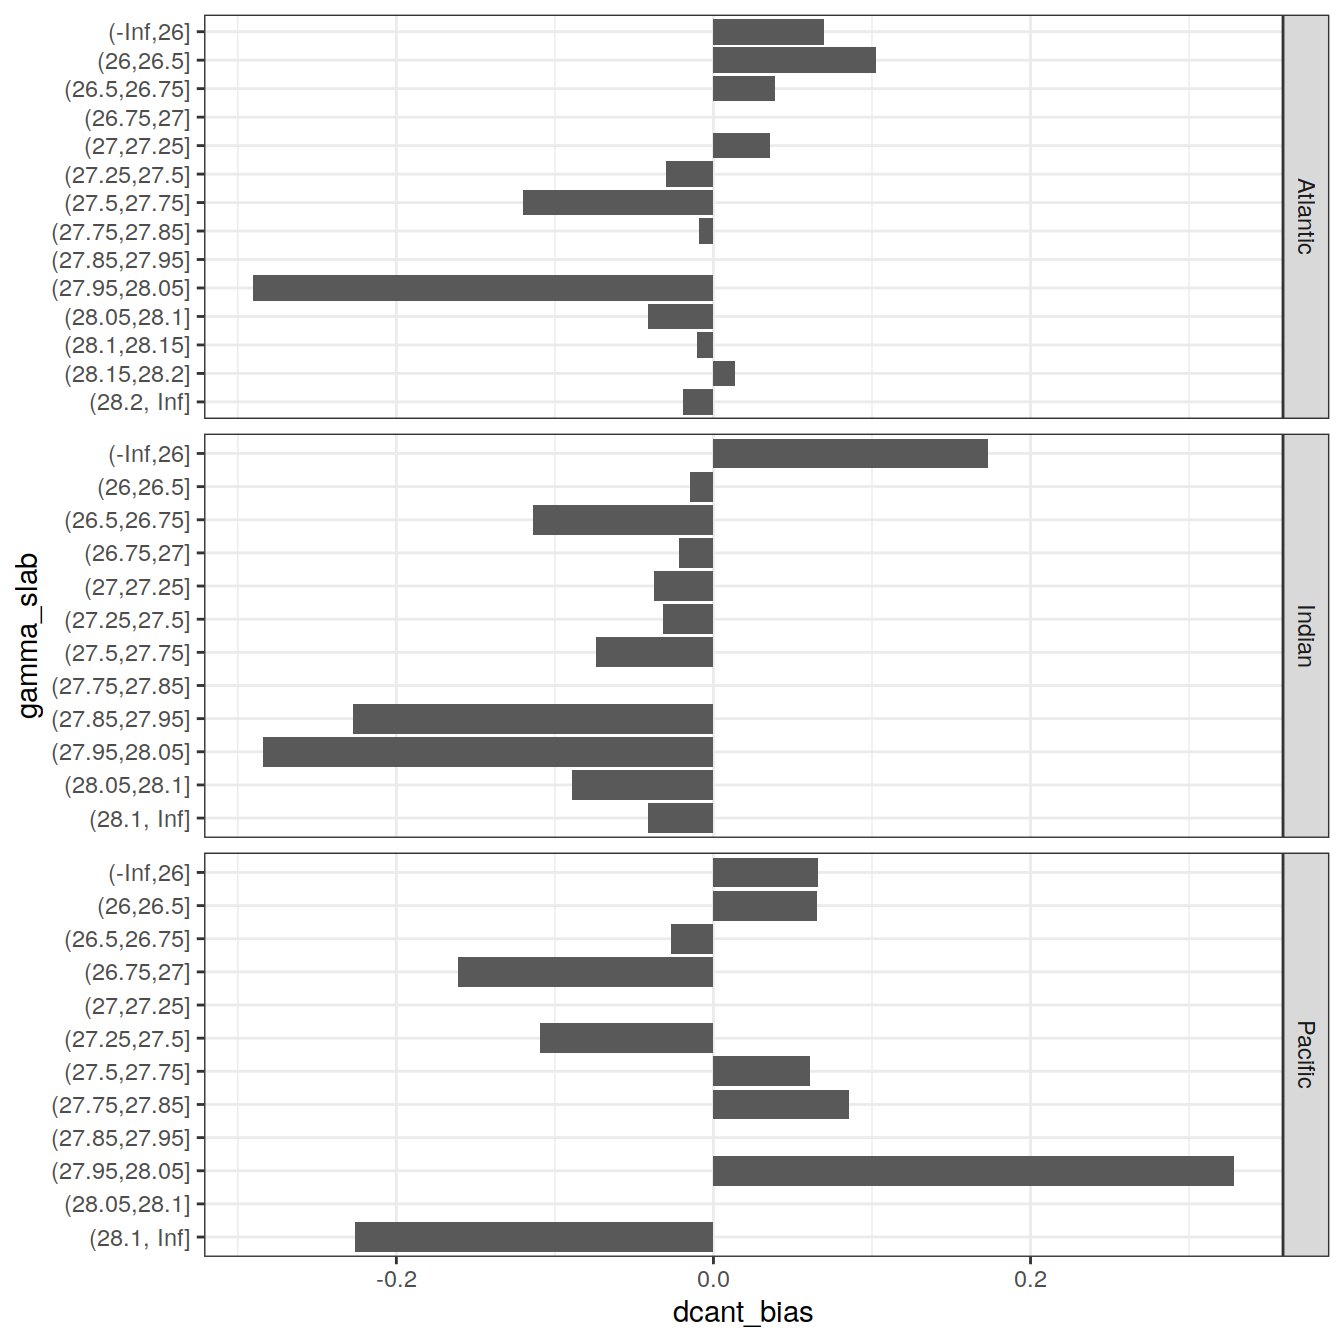 (-Inf,26]
(26,26.5]
(26.5,26.75]
(26.75,27]
(27,27.25]
(27.25,27.5]
(27.5,27.75]
(27.75,27.85]
(27.85,27.95]
(27.95,28.05]
(28.05,28.1]
(28.1,28.15]
(28.15,28.2]
(28.2, Inf]
Atlantic
gamma_slab
(-Inf,26]
(26,26.5]
(26.5,26.75]
(26.75,27]
(27,27.25]
(27.25,27.5]
(27.5,27.75]
(27.75,27.85]
(27.85,27.95]
(27.95,28.05]
(28.05,28.1]
(28.1, Inf]
Indian
(-Inf,26]
(26,26.5]
(26.5,26.75]
(26.75,27]
(27,27.25]
(27.25,27.5]
(27.5,27.75]
(27.75,27.85]
(27.85,27.95]
(27.95,28.05]
(28.05,28.1]
(28.1, Inf]
Pacific
-0.2 0.0 0.2
dcant_bias